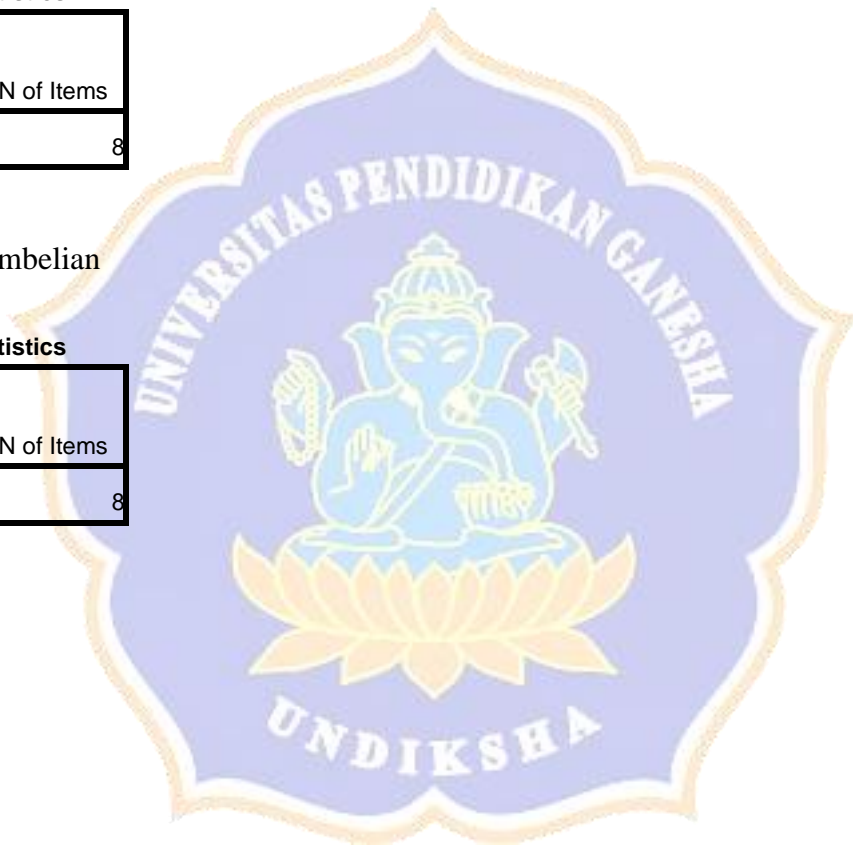 N of Items
8
mbelian
tistics
N of Items
8
UNIVERSITAS PENDIDIKAN GANESHA
UNDIKSHA